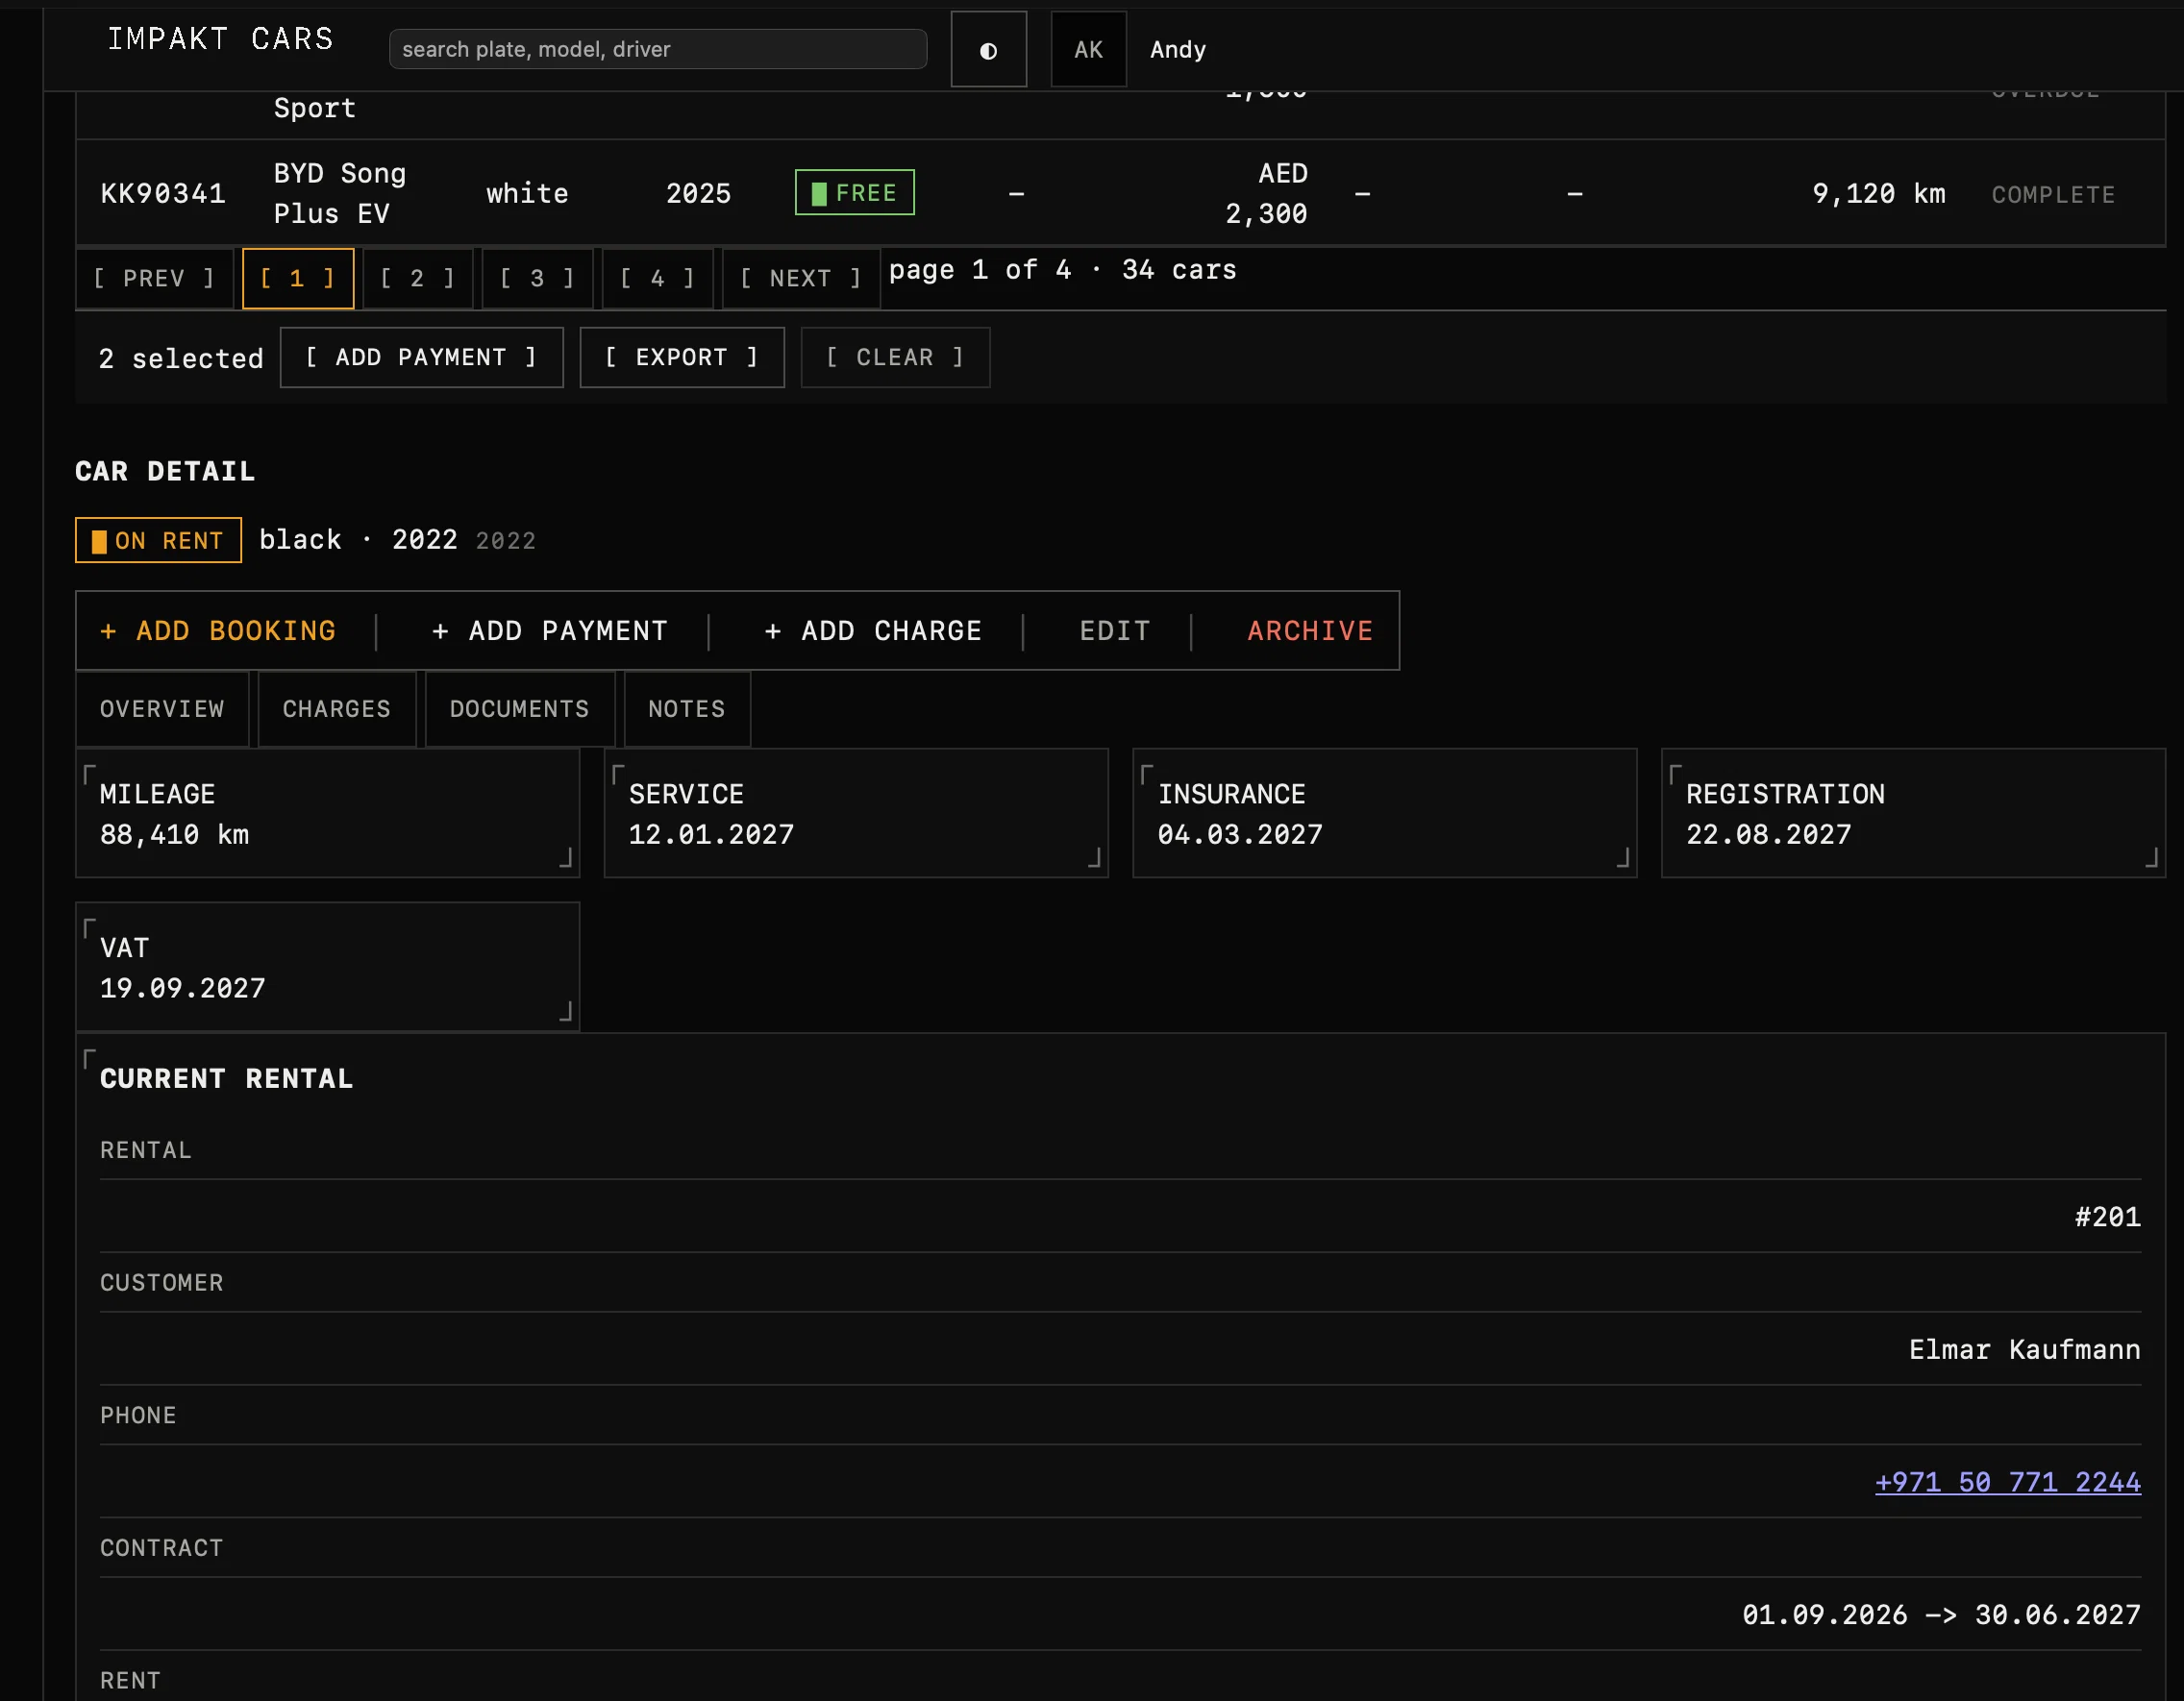 IMPAKT CARS
search plate, model, driver
AK
Andy
Sport
1,800
OVERDUE
KK90341
BYD Song
Plus EV
white
2025
FREE
–
AED
2,300
–
–
9,120 km
COMPLETE
[ PREV ]
[ 1 ]
[ 2 ]
[ 3 ]
[ 4 ]
[ NEXT ]
page 1 of 4 · 34 cars
2 selected
[ ADD PAYMENT ]
[ EXPORT ]
[ CLEAR ]
CAR DETAIL
ON RENT
black · 2022 2022
+ ADD BOOKING
+ ADD PAYMENT
+ ADD CHARGE
EDIT
ARCHIVE
OVERVIEW
CHARGES
DOCUMENTS
NOTES
MILEAGE
88,410 km
SERVICE
12.01.2027
INSURANCE
04.03.2027
REGISTRATION
22.08.2027
VAT
19.09.2027
CURRENT RENTAL
RENTAL
#201
CUSTOMER
Elmar Kaufmann
PHONE
+971 50 771 2244
CONTRACT
01.09.2026 –> 30.06.2027
RENT